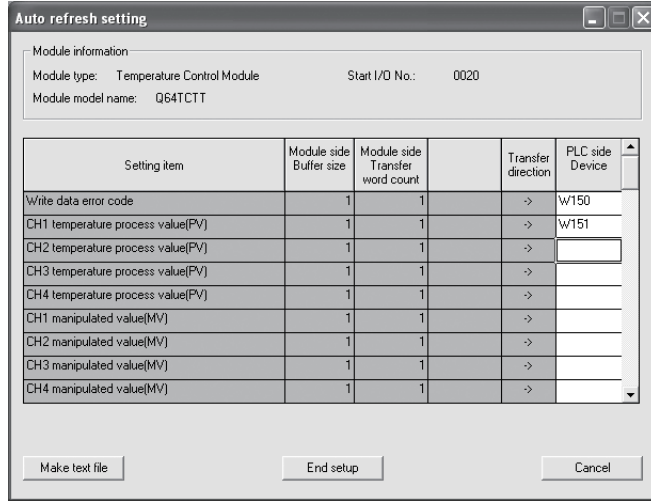 Auto refresh setting
Module information
Module type: Temperature Control Module Start I/O No.: 0020
Module model name: Q64TCTT
Setting item Module side Buffer size Module side Transfer word count Transfer direction PLC side Device
Write data error code 1 1 -> W150
CH1 temperature process value(PV) 1 1 -> W151
CH2 temperature process value(PV) 1 1 ->
CH3 temperature process value(PV) 1 1 ->
CH4 temperature process value(PV) 1 1 ->
CH1 manipulated value(MV) 1 1 ->
CH2 manipulated value(MV) 1 1 ->
CH3 manipulated value(MV) 1 1 ->
CH4 manipulated value(MV) 1 1 ->
Make text file End setup Cancel